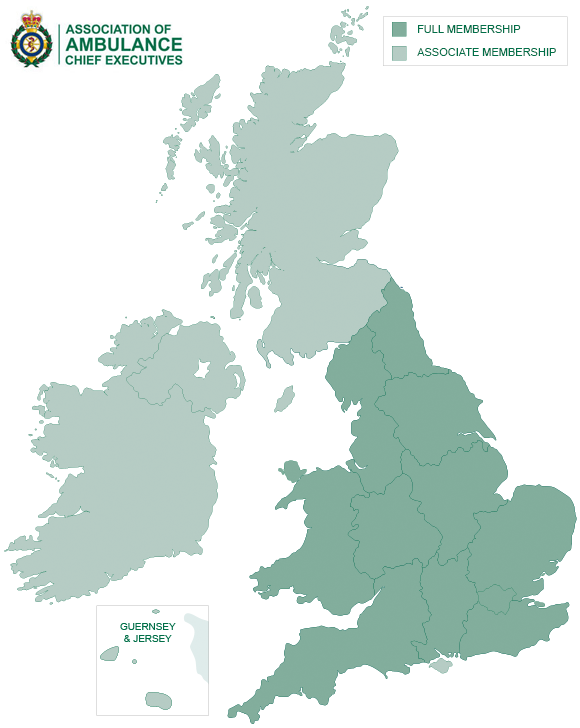 ASSOCIATION OF
AMBULANCE
CHIEF EXECUTIVES
FULL MEMBERSHIP
ASSOCIATE MEMBERSHIP
GUERNSEY
& JERSEY